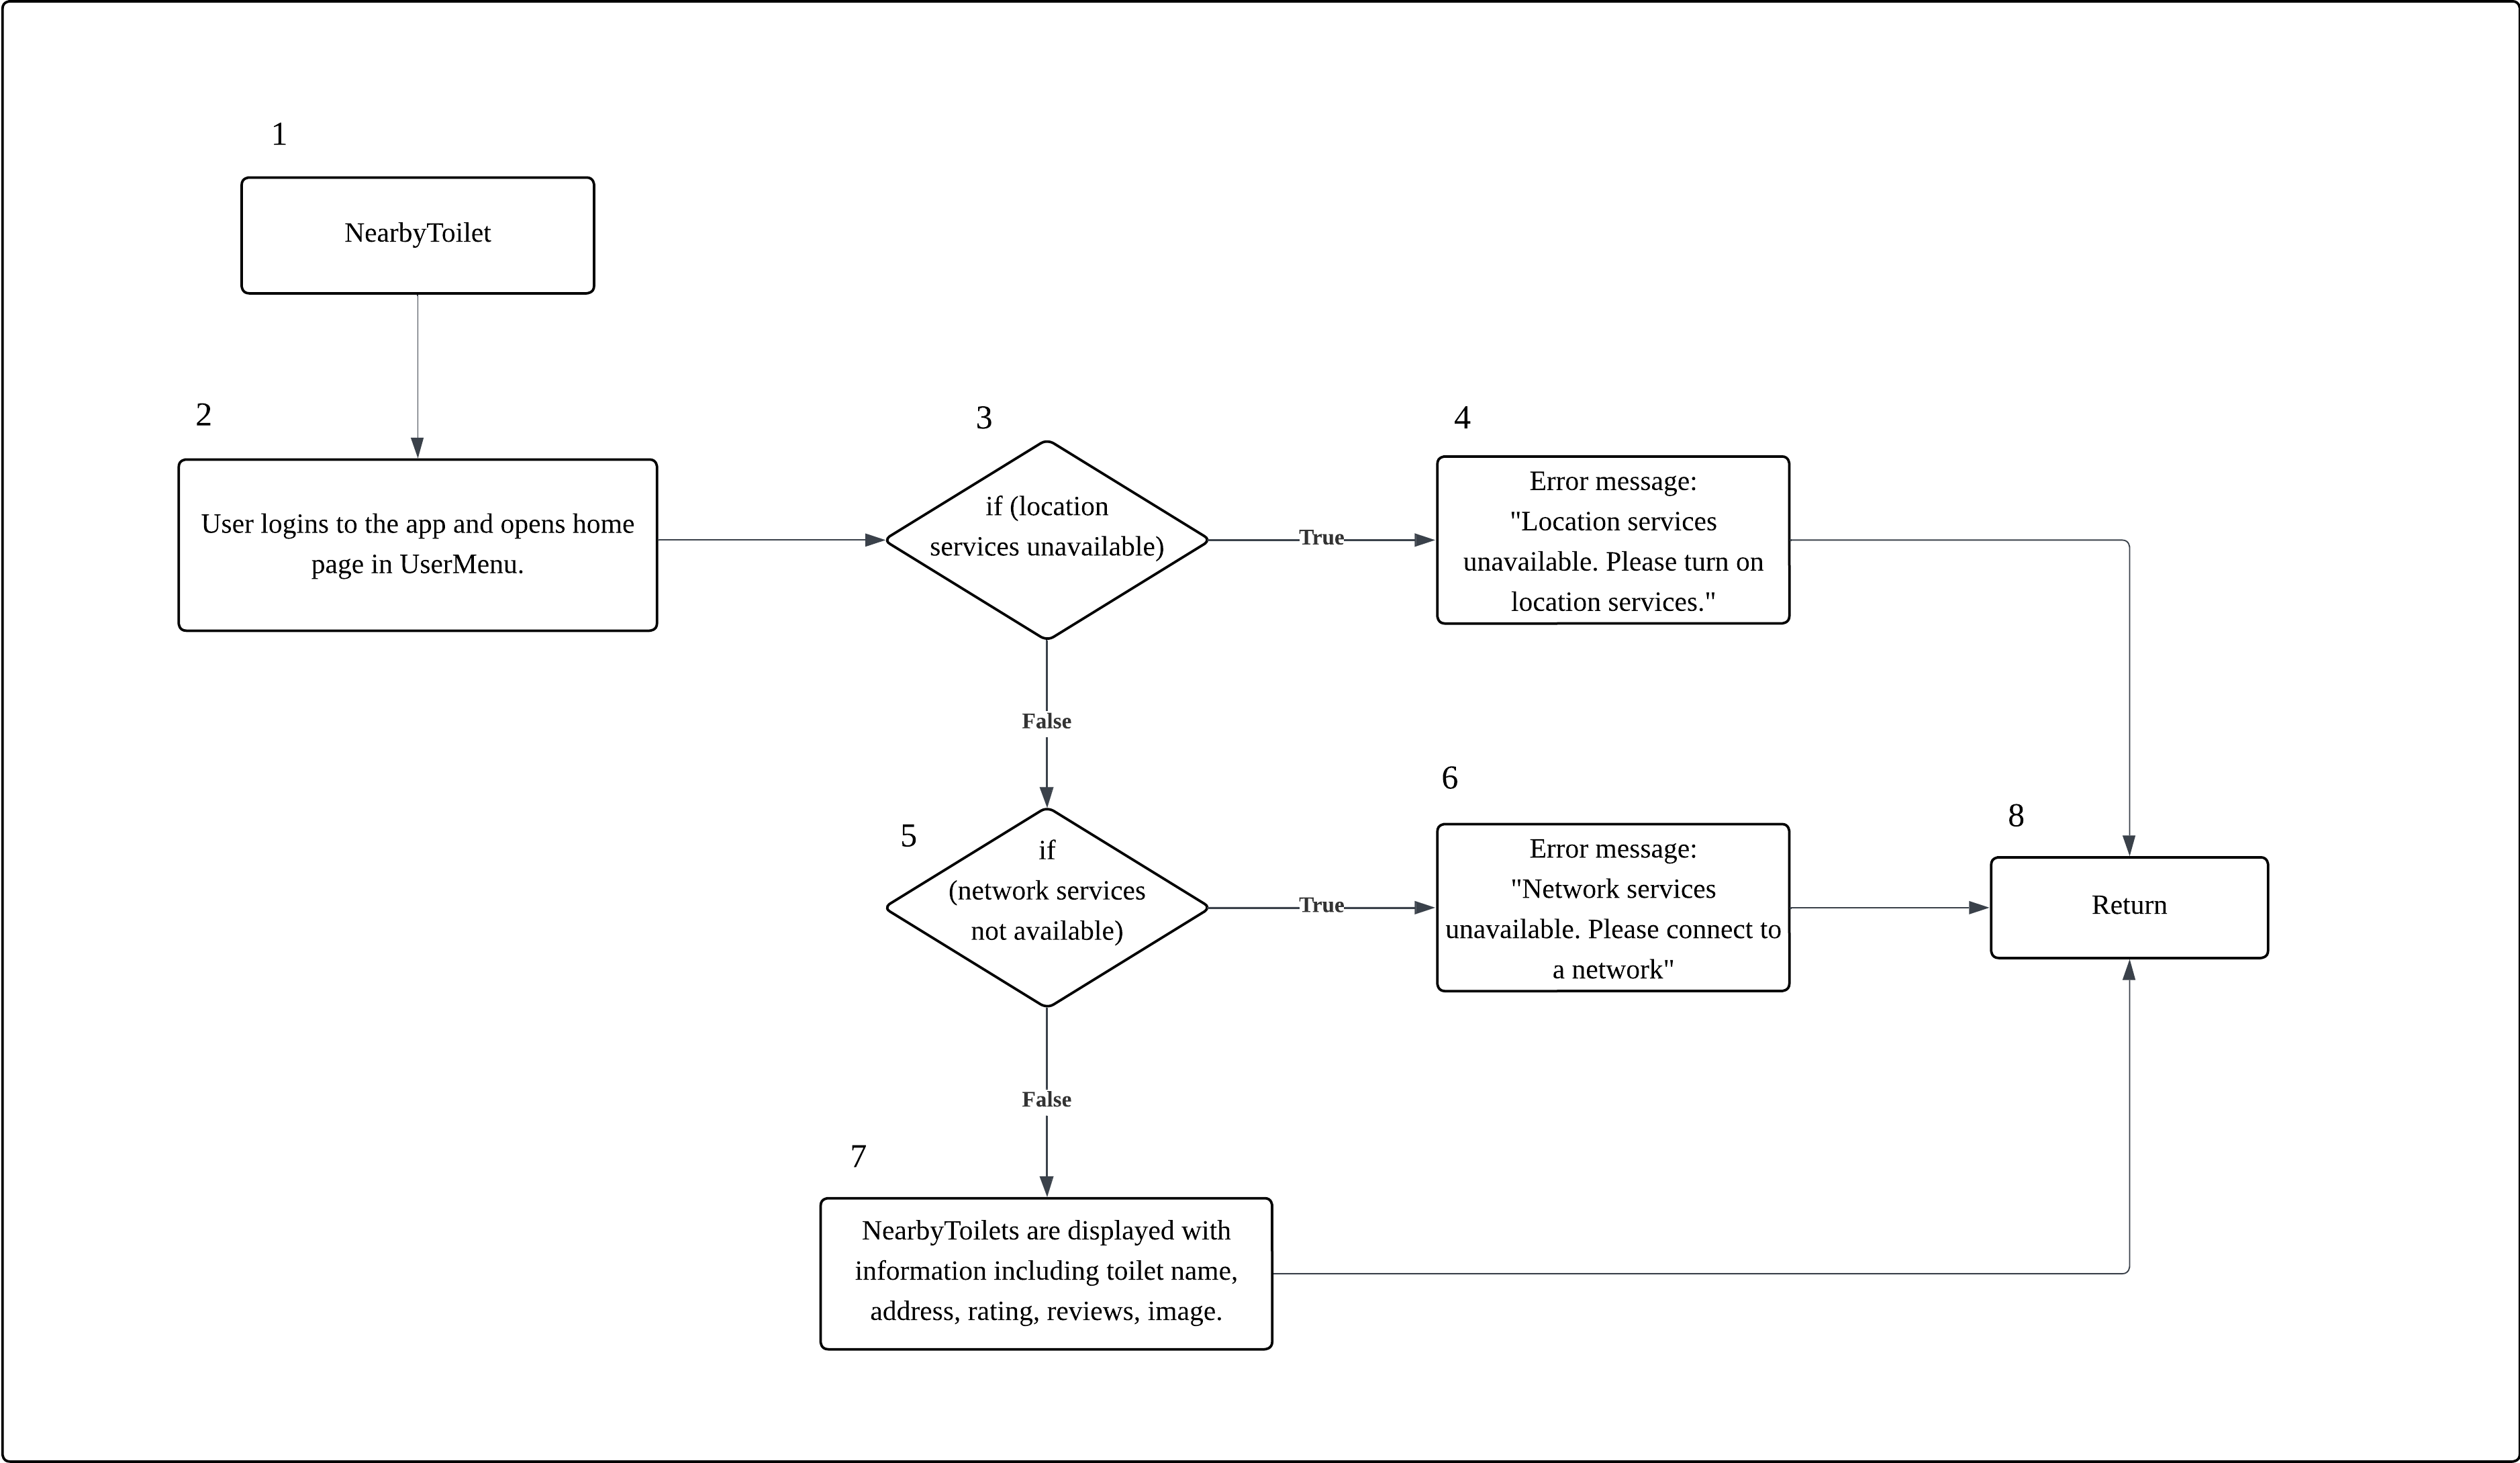 1
NearbyToilet
2
User logins to the app and opens home
page in UserMenu.
3
if (location
services unavailable)
True
4
Error message:
"Location services
unavailable. Please turn on
location services."
False
5
if
(network services
not available)
True
6
Error message:
"Network services
unavailable. Please connect to
a network"
8
Return
False
7
NearbyToilets are displayed with
information including toilet name,
address, rating, reviews, image.